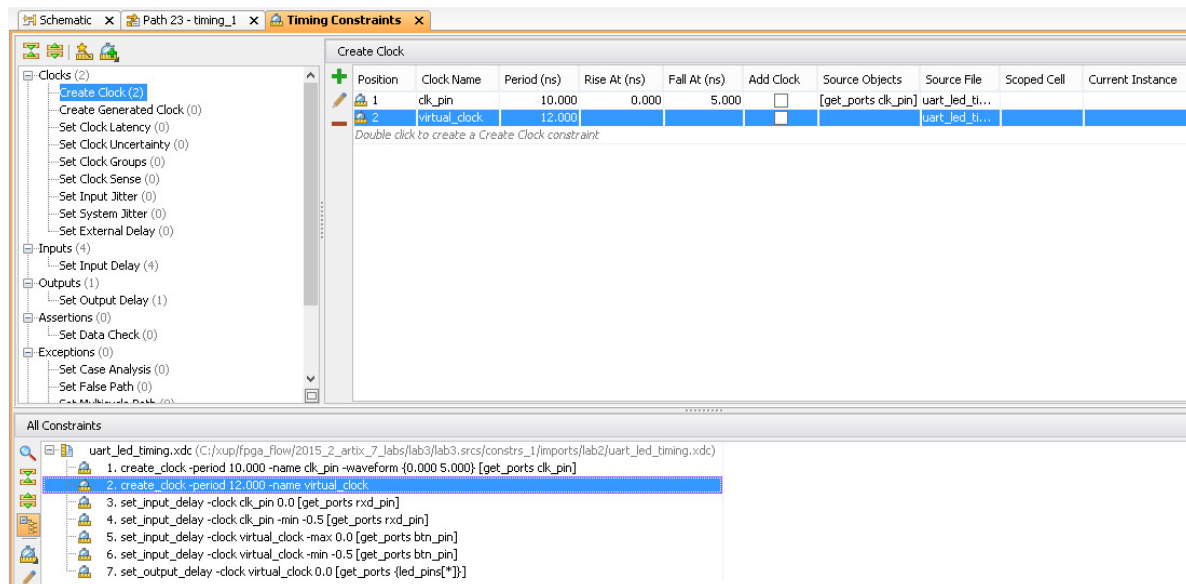 Schematic Path 23 - timing_1 Timing Constraints
Create Clock
Clocks (2)
Create Clock (2)
Create Generated Clock (0)
Set Clock Latency (0)
Set Clock Uncertainty (0)
Set Clock Groups (0)
Set Clock Sense (0)
Set Input Jitter (0)
Set System Jitter (0)
Set External Delay (0)
Inputs (4)
Set Input Delay (4)
Outputs (1)
Set Output Delay (1)
Assertions (0)
Set Data Check (0)
Exceptions (0)
Set Case Analysis (0)
Set False Path (0)
Set Multicycle Path (0)
Position Clock Name Period (ns) Rise At (ns) Fall At (ns) Add Clock Source Objects Source File Scoped Cell Current Instance
1 clk_pin 10.000 0.000 5.000 [get_ports clk_pin] uart_led_ti...
2 virtual_clock 12.000 uart_led_ti...
Double click to create a Create Clock constraint
All Constraints
uart_led_timing.xdc (C:/xup/fpga_flow/2015_2_artix_7_labs/lab3/lab3.srcs/constrs_1/imports/lab2/uart_led_timing.xdc)
1. create_clock -period 10.000 -name clk_pin -waveform {0.000 5.000} [get_ports clk_pin]
2. create_clock -period 12.000 -name virtual_clock
3. set_input_delay -clock clk_pin 0.0 [get_ports rxd_pin]
4. set_input_delay -clock clk_pin -min -0.5 [get_ports rxd_pin]
5. set_input_delay -clock virtual_clock -max 0.0 [get_ports btn_pin]
6. set_input_delay -clock virtual_clock -min -0.5 [get_ports btn_pin]
7. set_output_delay -clock virtual_clock 0.0 [get_ports {led_pins[*]}]